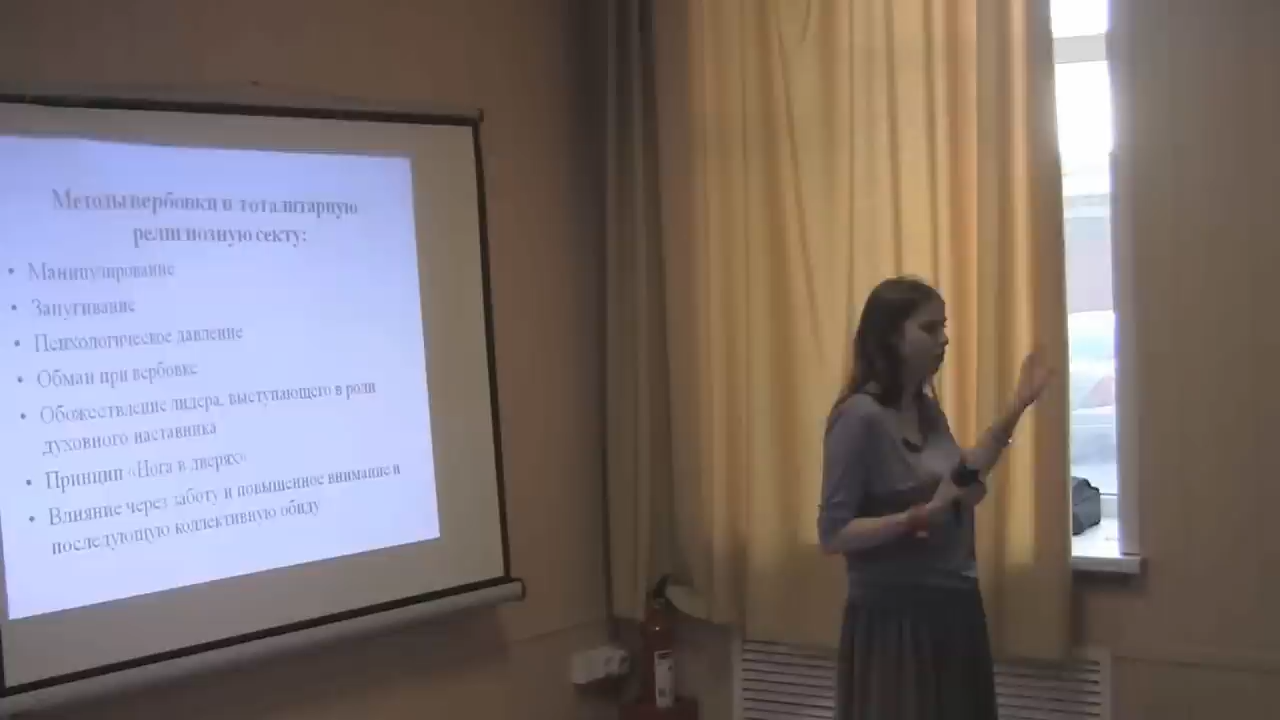 Методы вербовки в тоталитарную
религиозную секту:
• Манипулирование
• Запугивание
• Психологическое давление
• Обман при вербовке
• Обожествление лидера, выступающего в роли
духовного наставника
• Принцип «Нога в дверях»
• Влияние через заботу и повышенное внимание и
последующую коллективную обиду